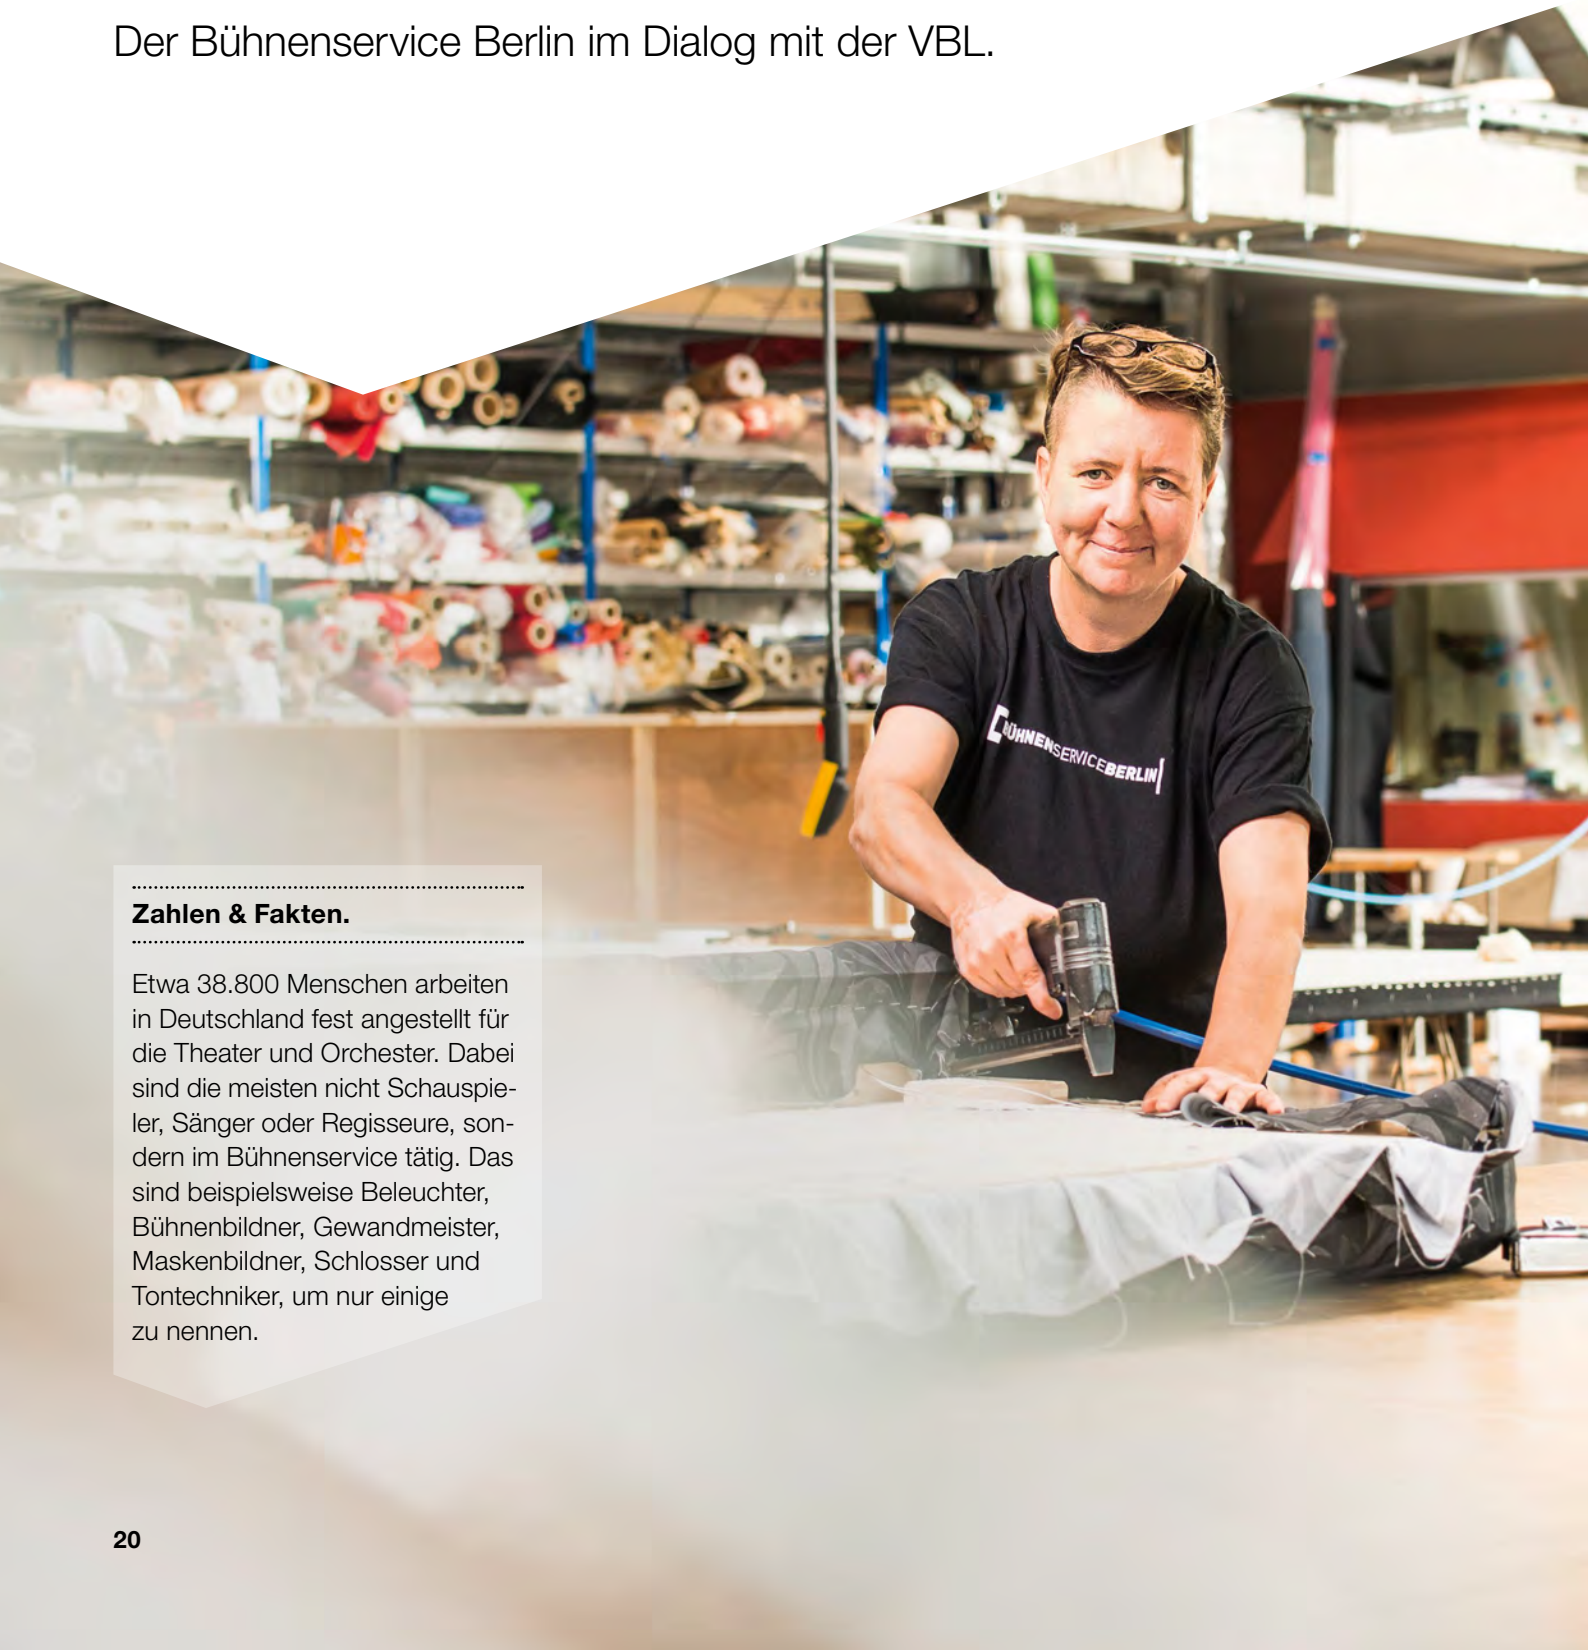 Der Bühnenservice Berlin im Dialog mit der VBL.
BÜHNENSERVICEBERLIN
Zahlen & Fakten.
Etwa 38.800 Menschen arbeiten
in Deutschland fest angestellt für
die Theater und Orchester. Dabei
sind die meisten nicht Schauspie-
ler, Sänger oder Regisseure, son-
dern im Bühnenservice tätig. Das
sind beispielsweise Beleuchter,
Bühnenbildner, Gewandmeister,
Maskenbildner, Schlosser und
Tontechniker, um nur einige
zu nennen.
20